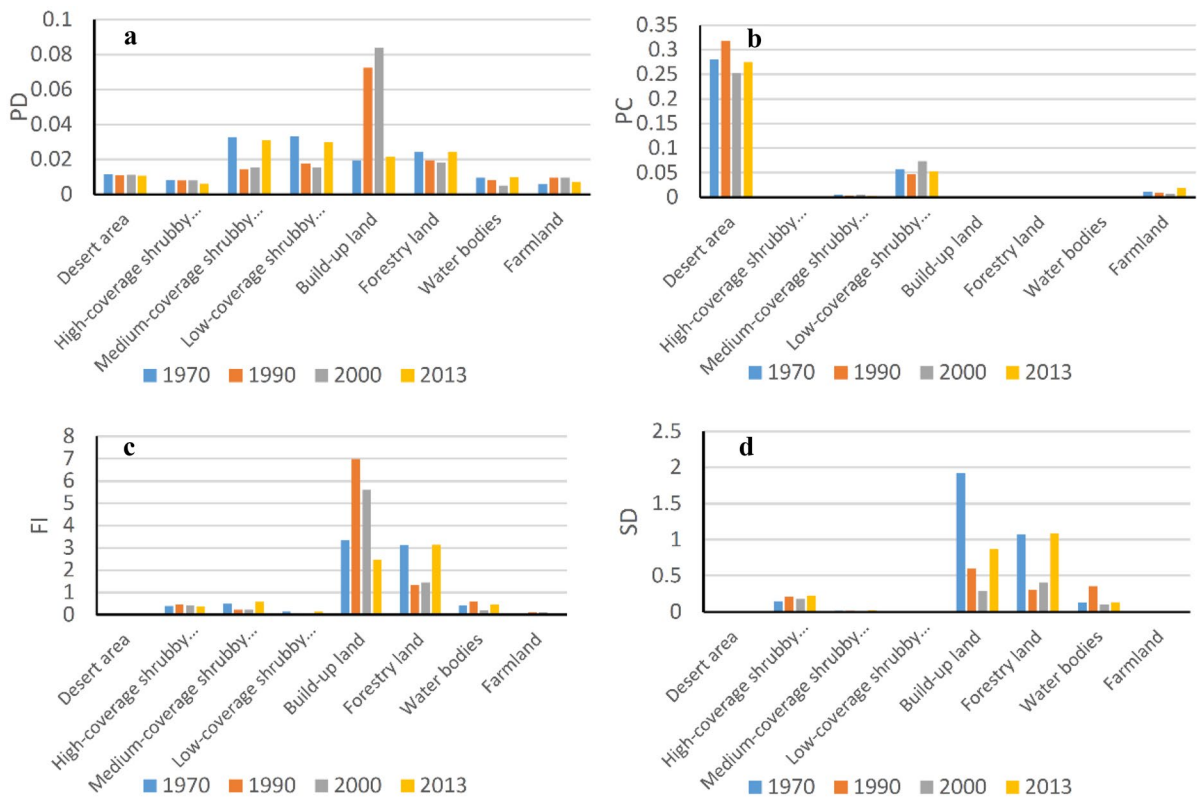 a
PD
0.1
0.08
0.06
0.04
0.02
0
Desert area
High-coverage shrubby...
Medium-coverage shrubby...
Low-coverage shrubby...
Build-up land
Forestry land
Water bodies
Farmland
1970 1990 2000 2013
b
PC
0.35
0.3
0.25
0.2
0.15
0.1
0.05
0
Desert area
High-coverage shrubby...
Medium-coverage shrubby...
Low-coverage shrubby...
Build-up land
Forestry land
Water bodies
Farmland
1970 1990 2000 2013
c
FI
8
7
6
5
4
3
2
1
0
Desert area
High-coverage shrubby...
Medium-coverage shrubby...
Low-coverage shrubby...
Build-up land
Forestry land
Water bodies
Farmland
1970 1990 2000 2013
d
SD
2.5
2
1.5
1
0.5
0
Desert area
High-coverage shrubby...
Medium-coverage shrubby...
Low-coverage shrubby...
Build-up land
Forestry land
Water bodies
Farmland
1970 1990 2000 2013